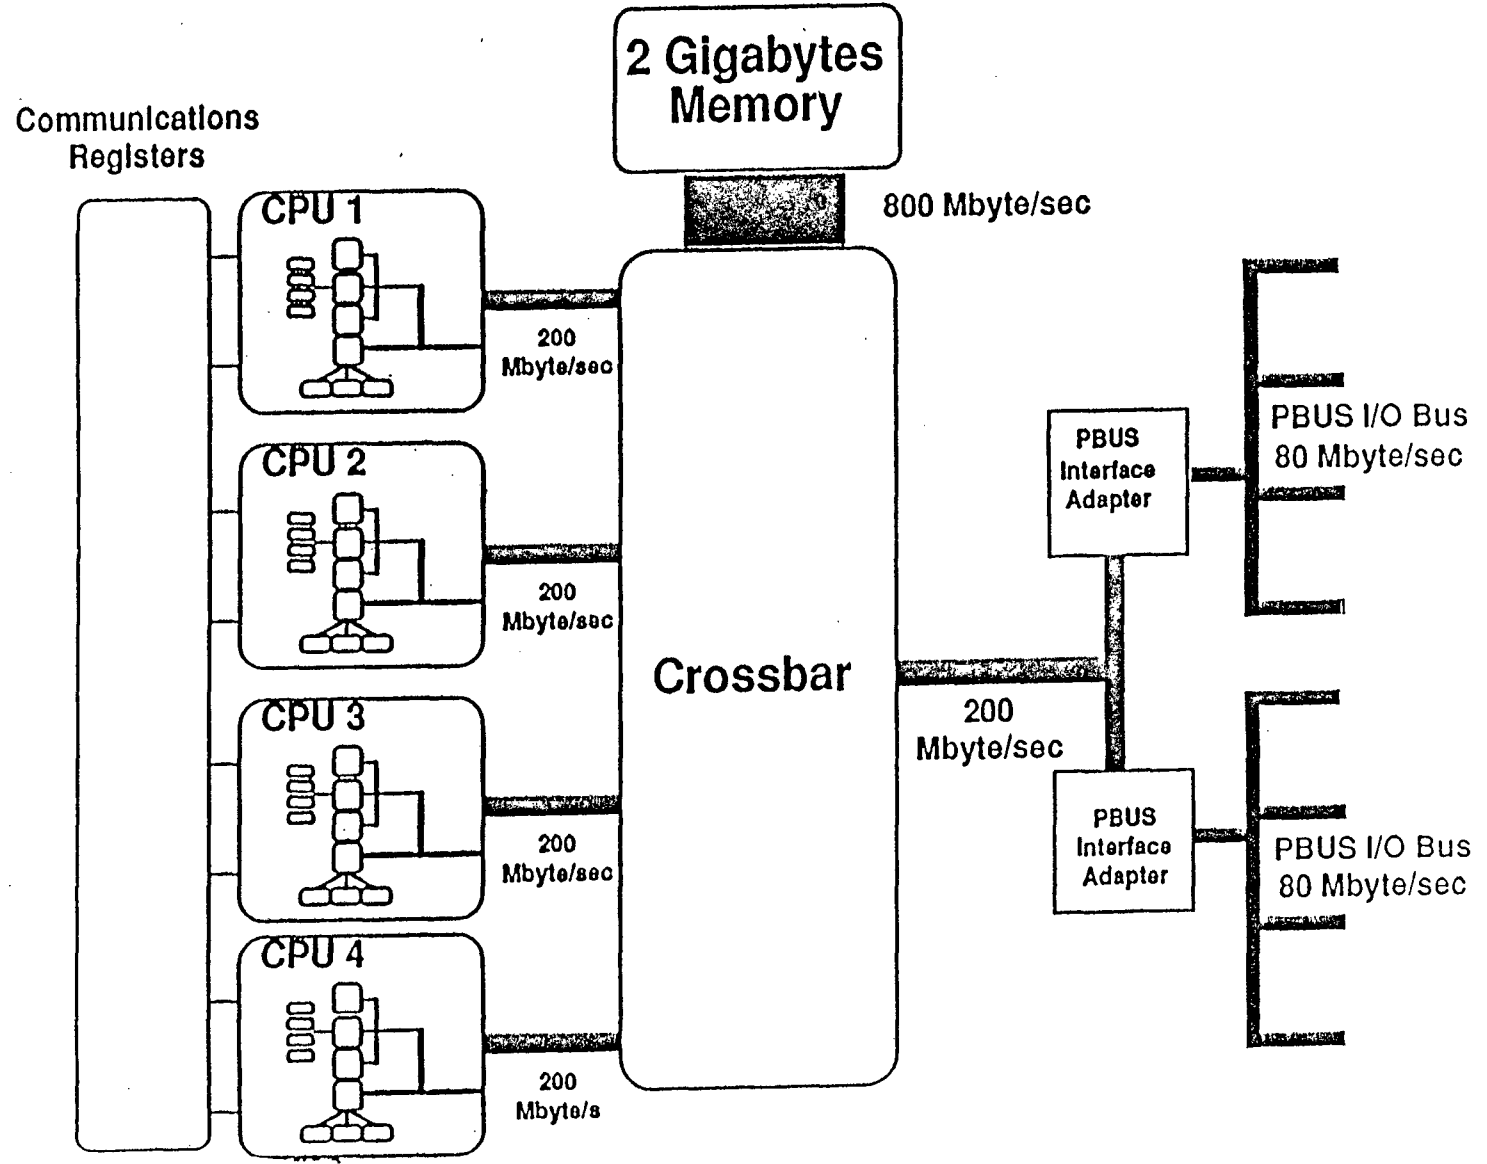 2 Gigabytes
Memory
Communications
Registers
800 Mbyte/sec
CPU 1
200
Mbyte/sec
PBUS
Interface
Adapter
PBUS I/O Bus
80 Mbyte/sec
CPU 2
200
Mbyte/sec
Crossbar
200
Mbyte/sec
CPU 3
200
Mbyte/sec
PBUS
Interface
Adapter
PBUS I/O Bus
80 Mbyte/sec
CPU 4
200
Mbyte/s